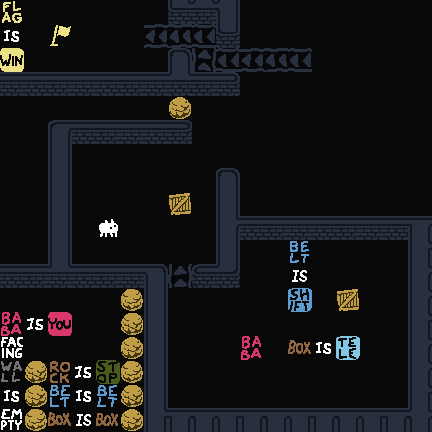 FLAG
IS
WIN
BELT
IS
SHIFT
BABA IS YOU
FACING
BABA BOX IS TELE
WALL ROCK IS STOP
IS BELT IS BELT
EMPTY BOX IS BOX